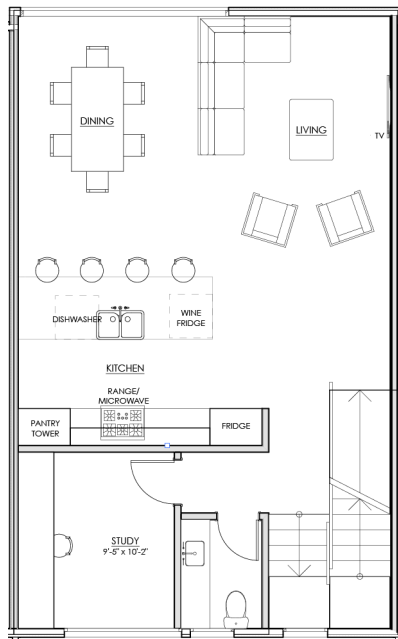 DINING
LIVING
TV
DISHWASHER
WINE
FRIDGE
KITCHEN
RANGE/
MICROWAVE
PANTRY
TOWER
FRIDGE
STUDY
9'-5" x 10'-2"